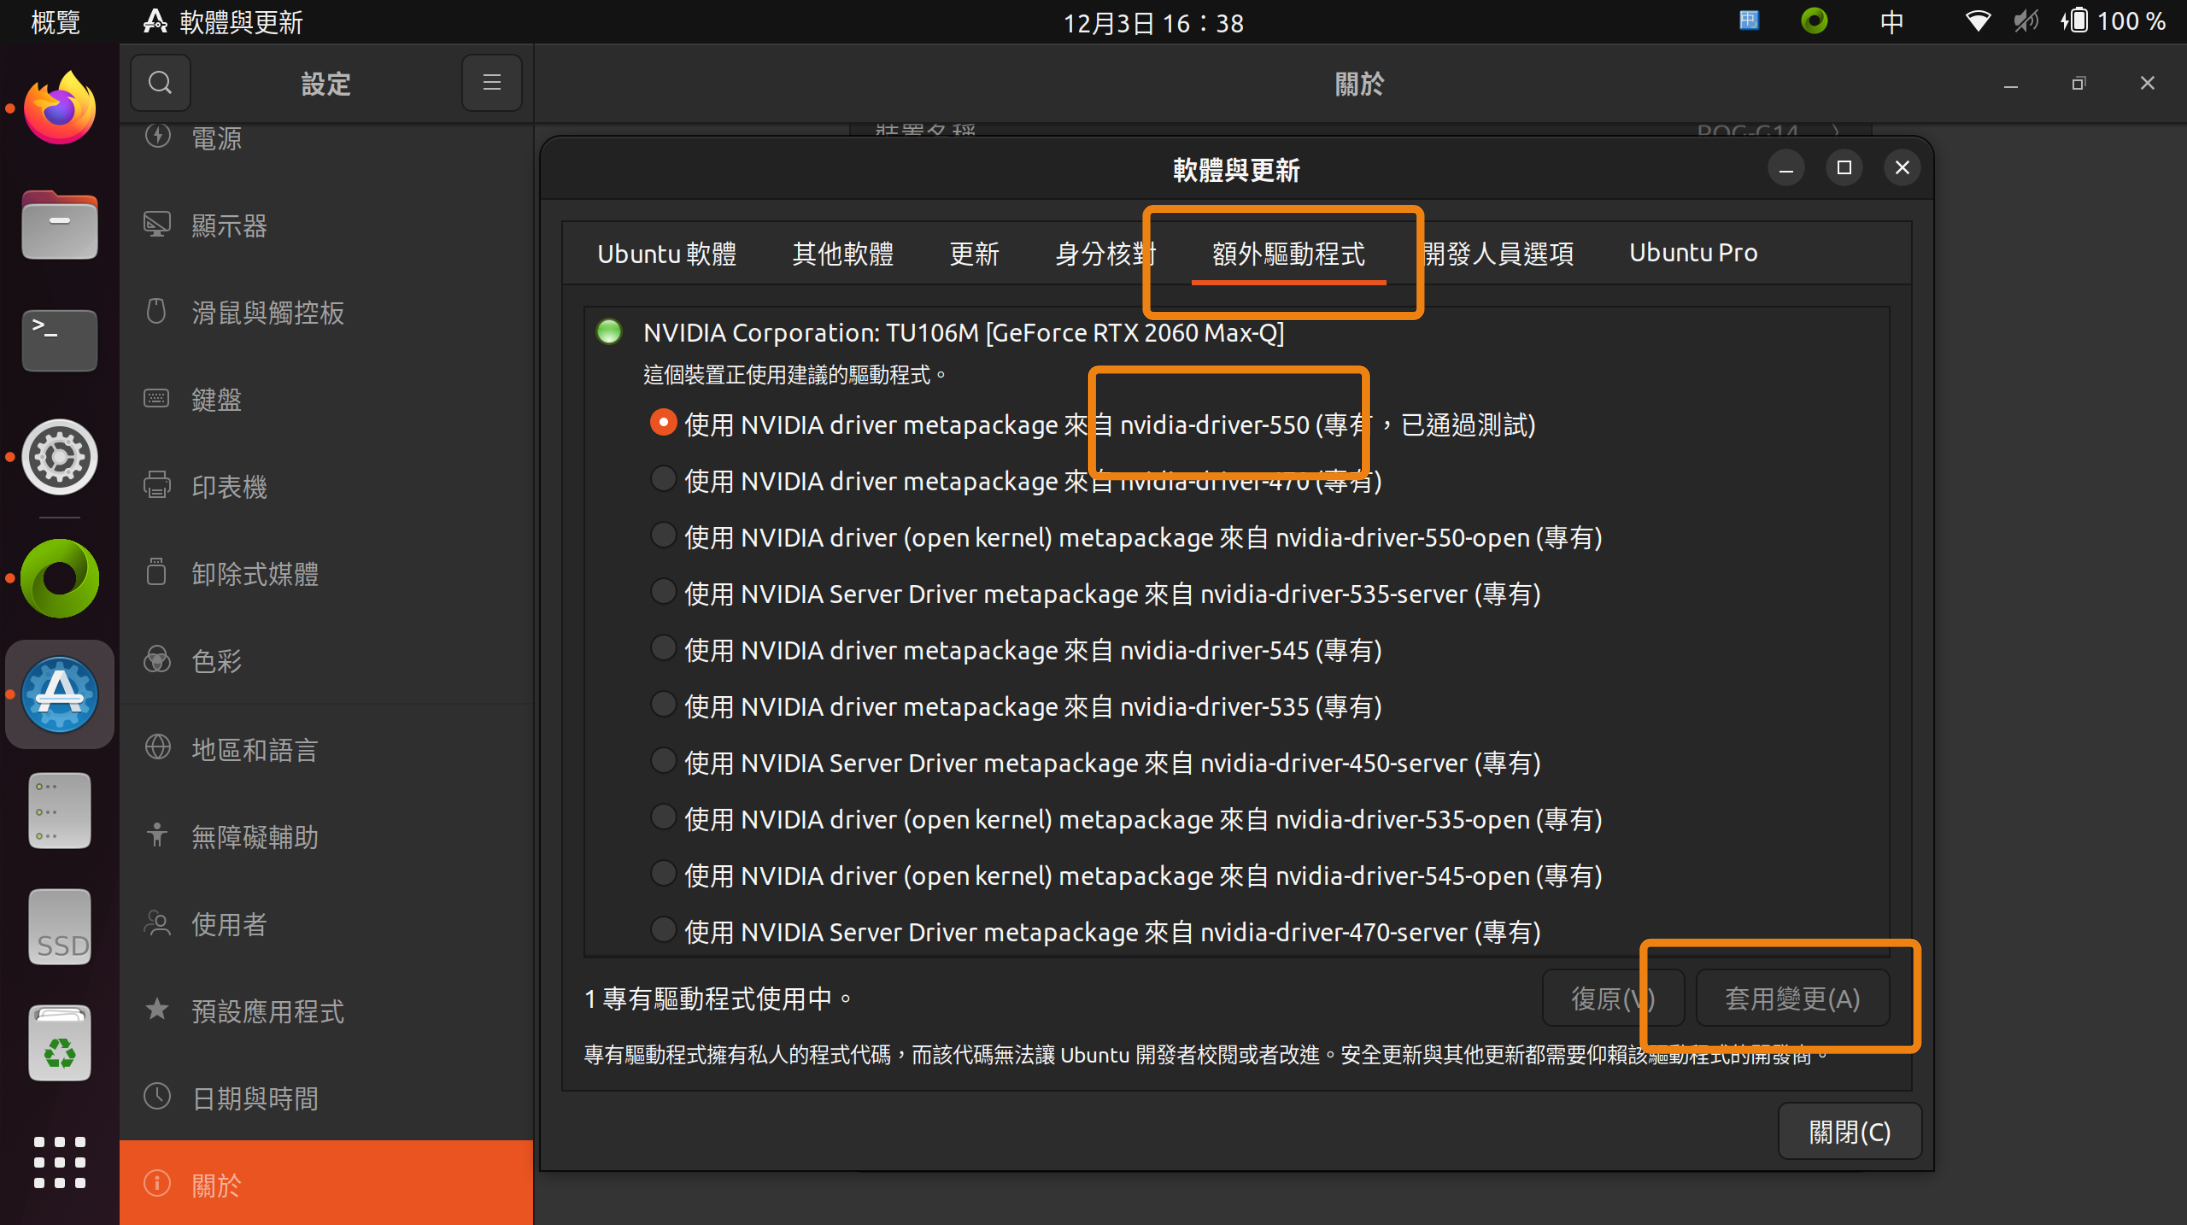 概覽
軟體與更新
12月3日 16：38
中
中
100 %
設定
關於
電源
顯示器
滑鼠與觸控板
鍵盤
印表機
卸除式媒體
色彩
地區和語言
無障礙輔助
使用者
預設應用程式
日期與時間
關於
>_
SSD
裝置名稱
ROG-G14
軟體與更新
Ubuntu 軟體
其他軟體
更新
身分核對
額外驅動程式
開發人員選項
Ubuntu Pro
NVIDIA Corporation: TU106M [GeForce RTX 2060 Max-Q]
這個裝置正使用建議的驅動程式。
使用 NVIDIA driver metapackage 來自 nvidia-driver-550 (專有，已通過測試)
使用 NVIDIA driver metapackage 來自 nvidia-driver-470 (專有)
使用 NVIDIA driver (open kernel) metapackage 來自 nvidia-driver-550-open (專有)
使用 NVIDIA Server Driver metapackage 來自 nvidia-driver-535-server (專有)
使用 NVIDIA driver metapackage 來自 nvidia-driver-545 (專有)
使用 NVIDIA driver metapackage 來自 nvidia-driver-535 (專有)
使用 NVIDIA Server Driver metapackage 來自 nvidia-driver-450-server (專有)
使用 NVIDIA driver (open kernel) metapackage 來自 nvidia-driver-535-open (專有)
使用 NVIDIA driver (open kernel) metapackage 來自 nvidia-driver-545-open (專有)
使用 NVIDIA Server Driver metapackage 來自 nvidia-driver-470-server (專有)
1 專有驅動程式使用中。
復原(V)
套用變更(A)
專有驅動程式擁有私人的程式代碼，而該代碼無法讓 Ubuntu 開發者校閱或者改進。安全更新與其他更新都需要仰賴該驅動程式的開發商。
關閉(C)